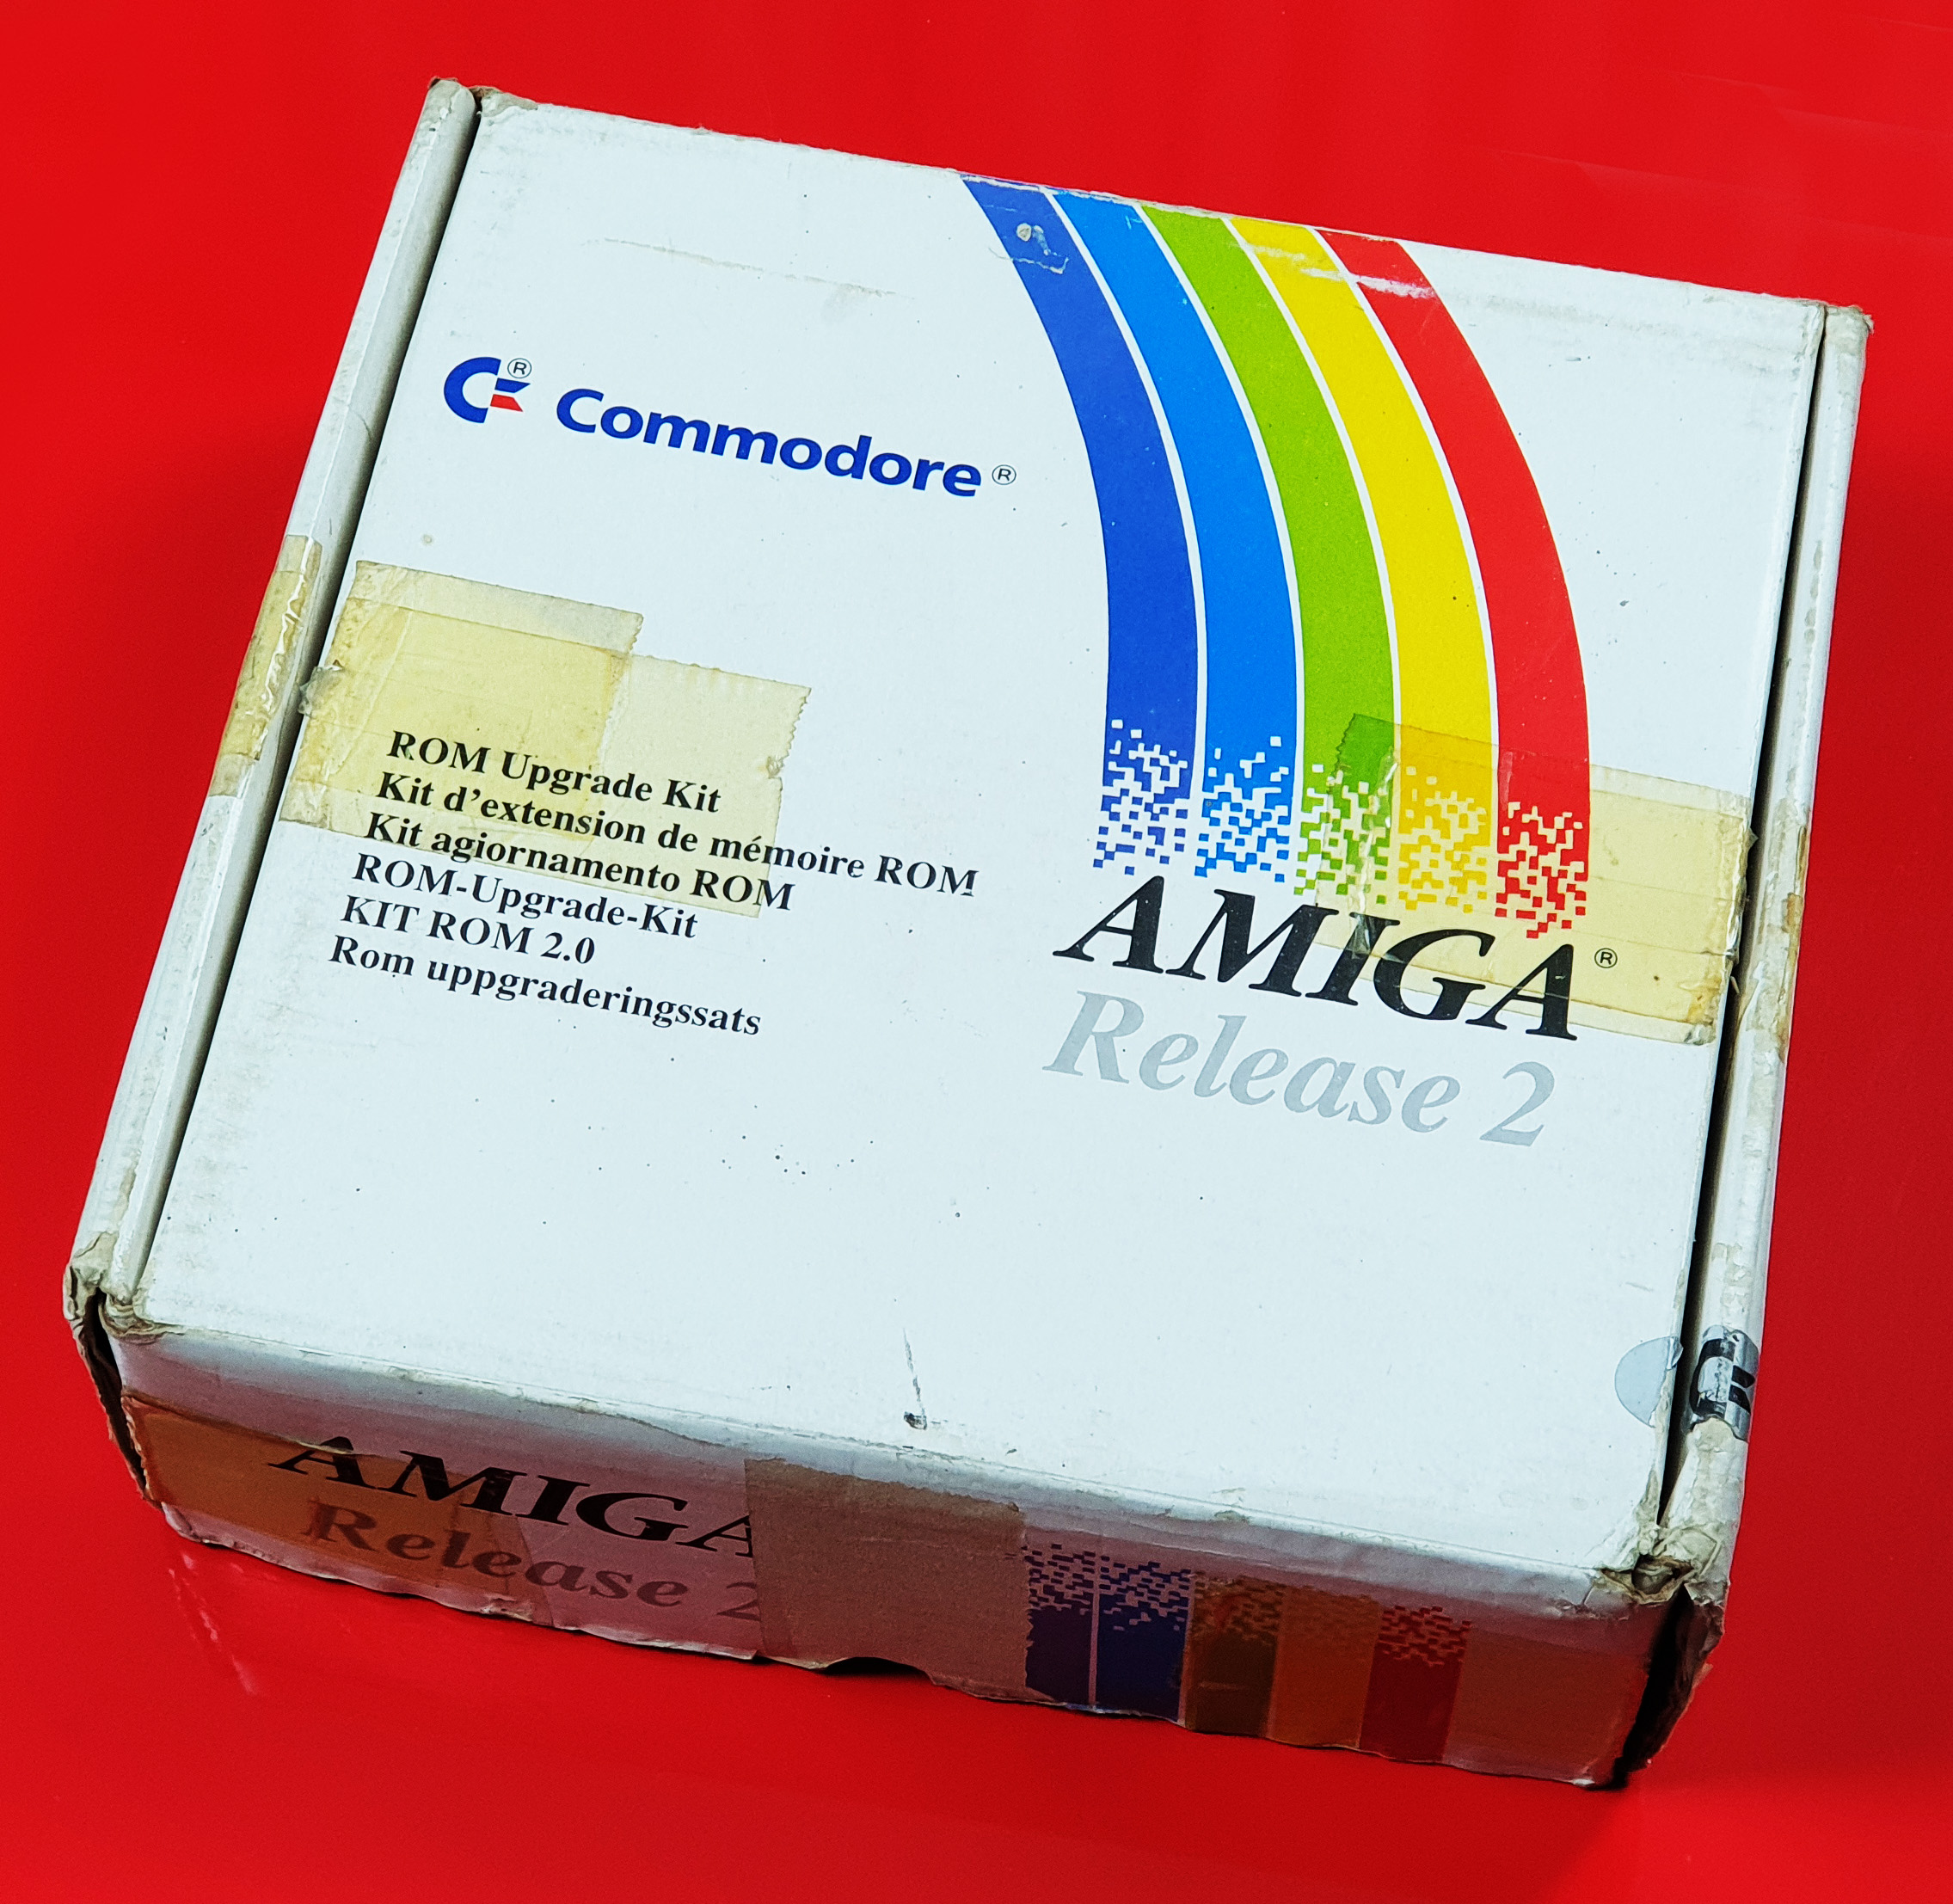 Commodore®
ROM Upgrade Kit
Kit d'extension de mémoire ROM
Kit agiornamento ROM
ROM-Upgrade-Kit
KIT ROM 2.0
Rom uppgraderingssats
AMIGA®
Release 2
AMIGA
Release 2